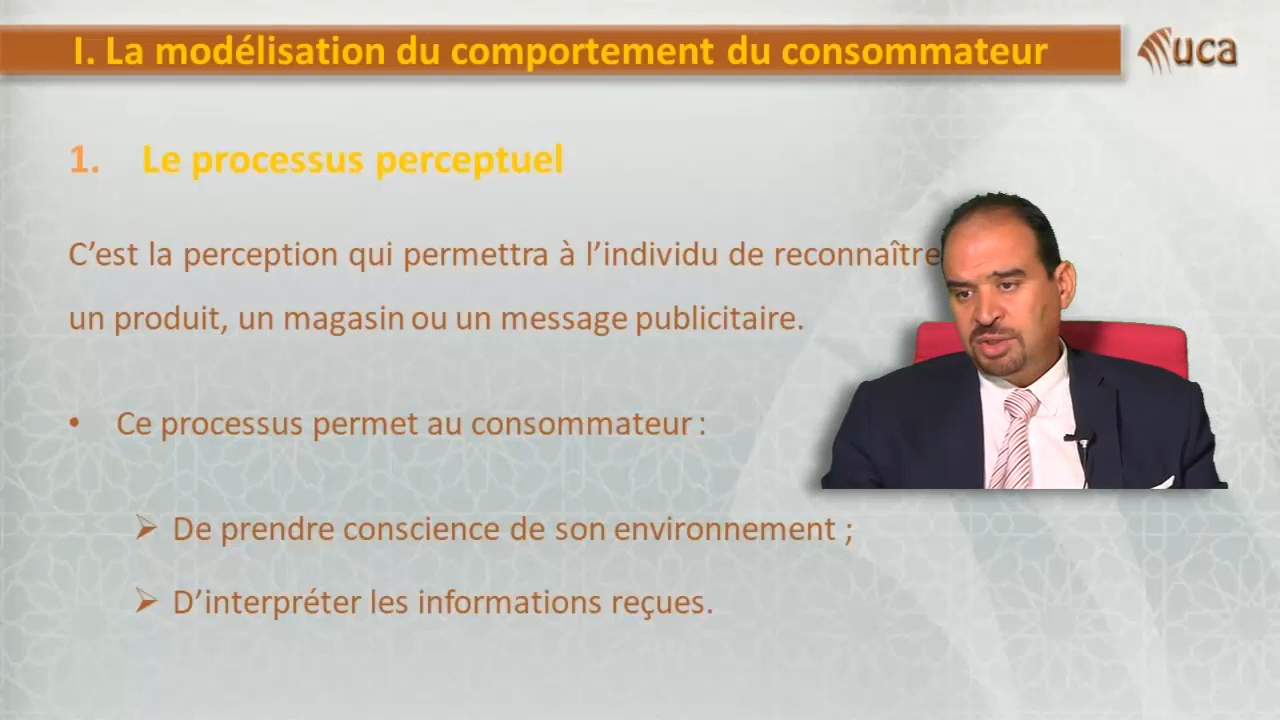 I. La modélisation du comportement du consommateur
uca
1. Le processus perceptuel
C’est la perception qui permettra à l’individu de reconnaître
un produit, un magasin ou un message publicitaire.
• Ce processus permet au consommateur :
➢ De prendre conscience de son environnement ;
➢ D’interpréter les informations reçues.